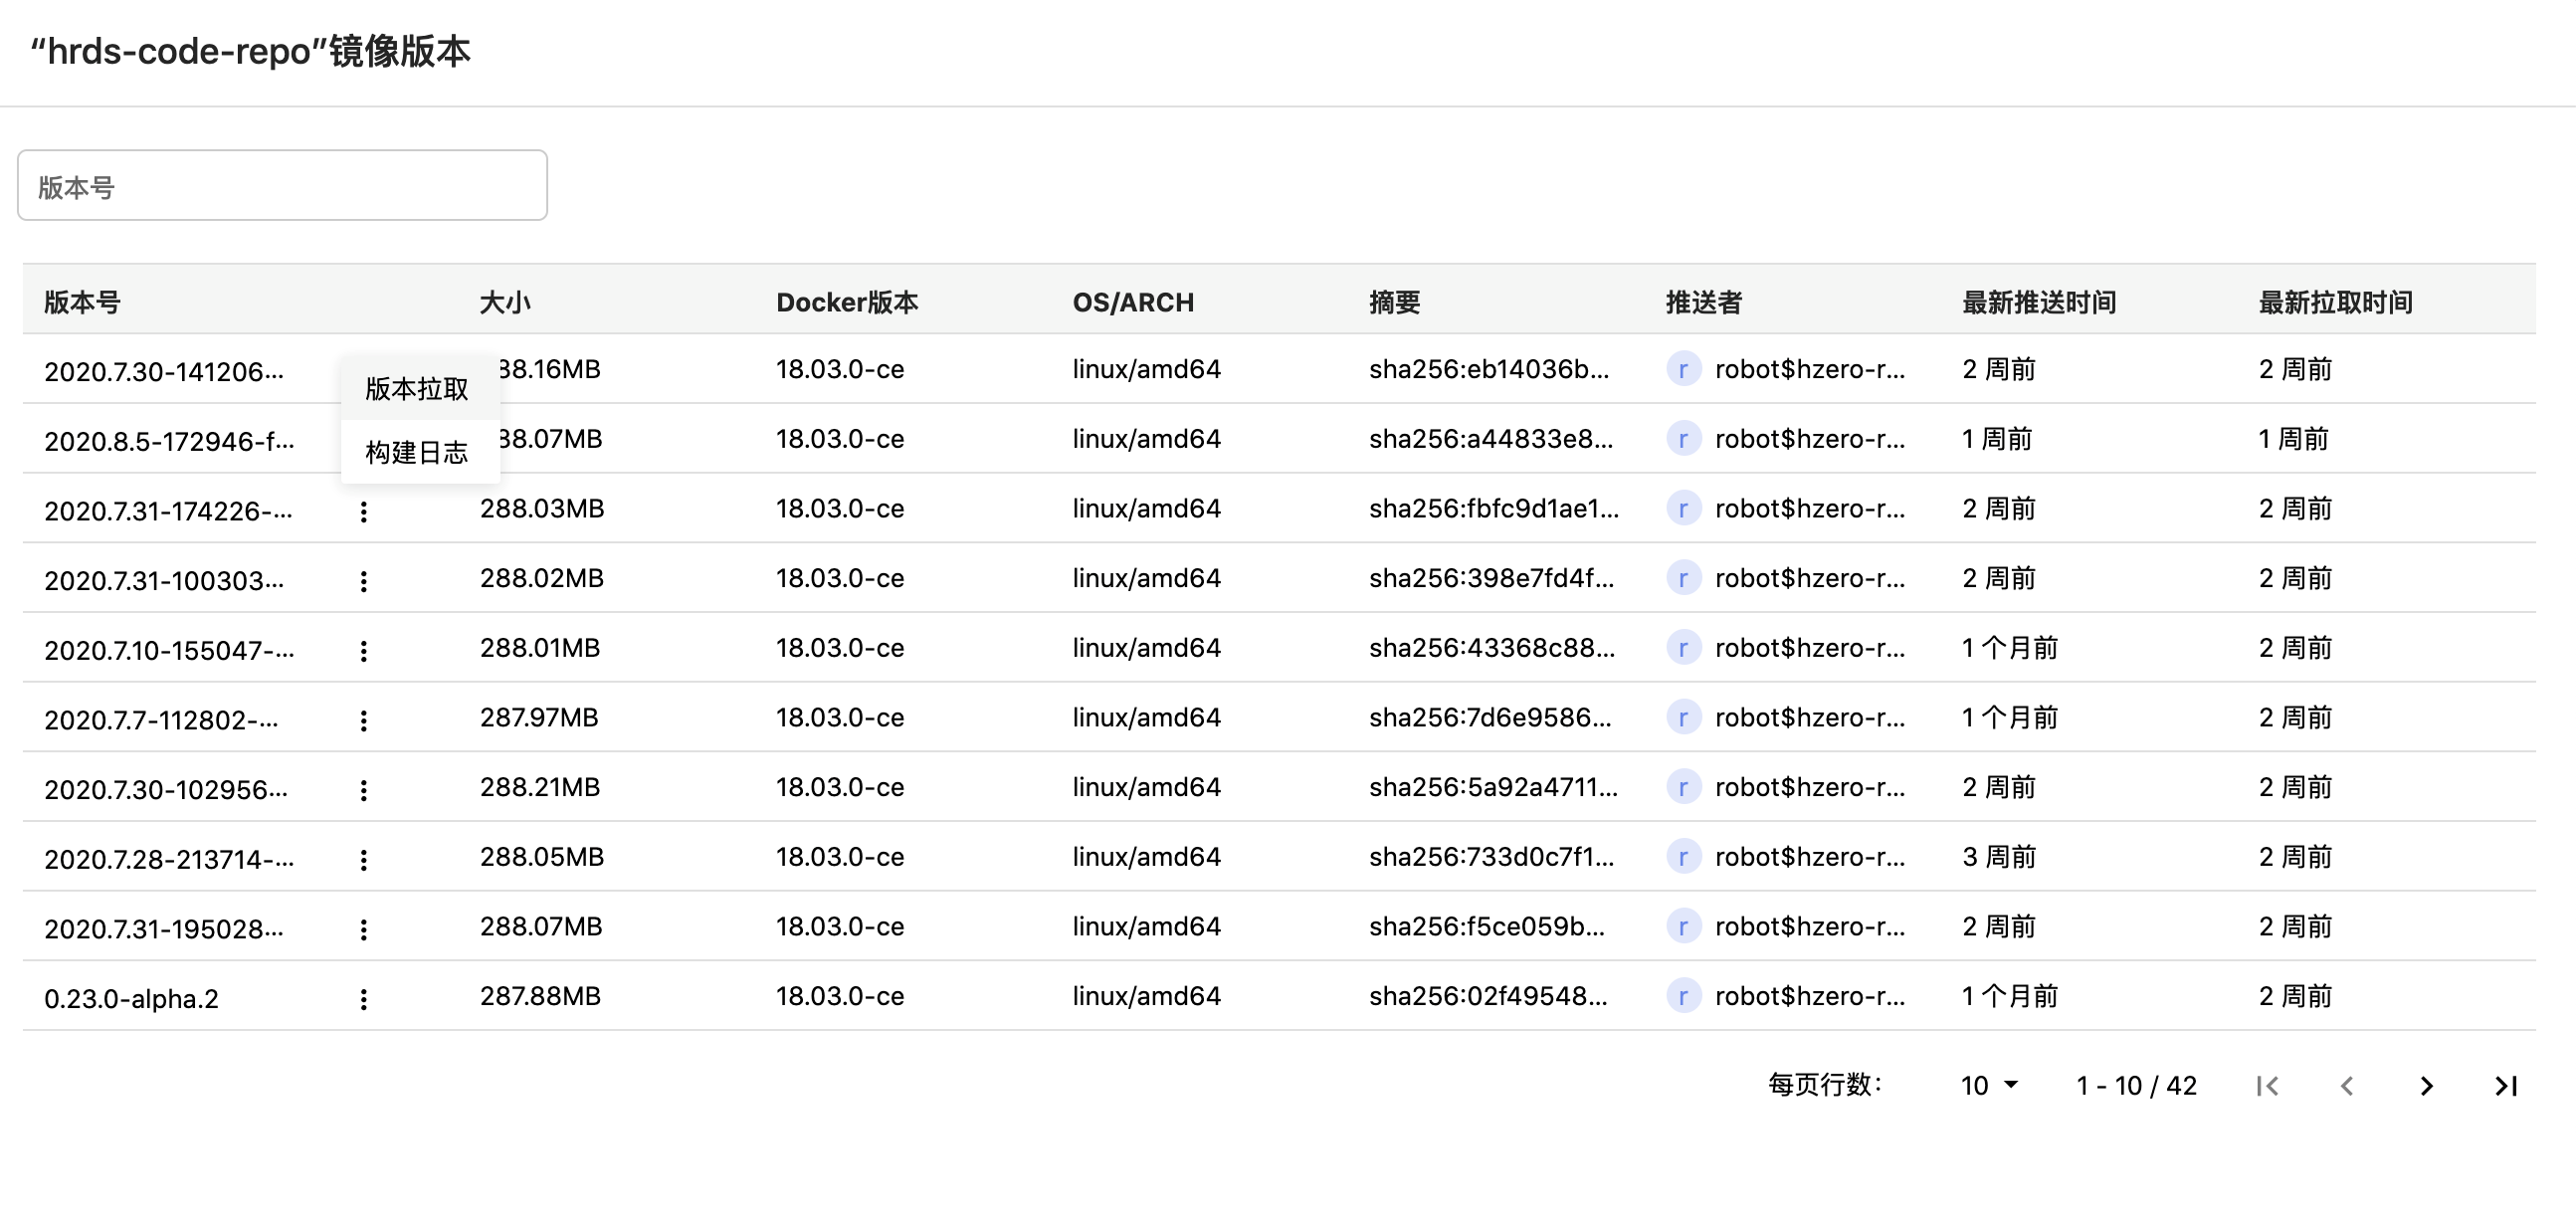 “hrds-code-repo”镜像版本
版本号
版本号 大小 Docker版本 OS/ARCH 摘要 推送者 最新推送时间 最新拉取时间
2020.7.30-141206... 88.16MB 18.03.0-ce linux/amd64 sha256:eb14036b... r robot$hzero-r... 2 周前 2 周前
版本拉取
2020.8.5-172946-f... 88.07MB 18.03.0-ce linux/amd64 sha256:a44833e8... r robot$hzero-r... 1 周前 1 周前
构建日志
2020.7.31-174226-... 288.03MB 18.03.0-ce linux/amd64 sha256:fbfc9d1ae1... r robot$hzero-r... 2 周前 2 周前
2020.7.31-100303... 288.02MB 18.03.0-ce linux/amd64 sha256:398e7fd4f... r robot$hzero-r... 2 周前 2 周前
2020.7.10-155047-... 288.01MB 18.03.0-ce linux/amd64 sha256:43368c88... r robot$hzero-r... 1 个月前 2 周前
2020.7.7-112802-... 287.97MB 18.03.0-ce linux/amd64 sha256:7d6e9586... r robot$hzero-r... 1 个月前 2 周前
2020.7.30-102956... 288.21MB 18.03.0-ce linux/amd64 sha256:5a92a4711... r robot$hzero-r... 2 周前 2 周前
2020.7.28-213714-... 288.05MB 18.03.0-ce linux/amd64 sha256:733d0c7f1... r robot$hzero-r... 3 周前 2 周前
2020.7.31-195028... 288.07MB 18.03.0-ce linux/amd64 sha256:f5ce059b... r robot$hzero-r... 2 周前 2 周前
0.23.0-alpha.2 287.88MB 18.03.0-ce linux/amd64 sha256:02f49548... r robot$hzero-r... 1 个月前 2 周前
每页行数： 10 1 - 10 / 42